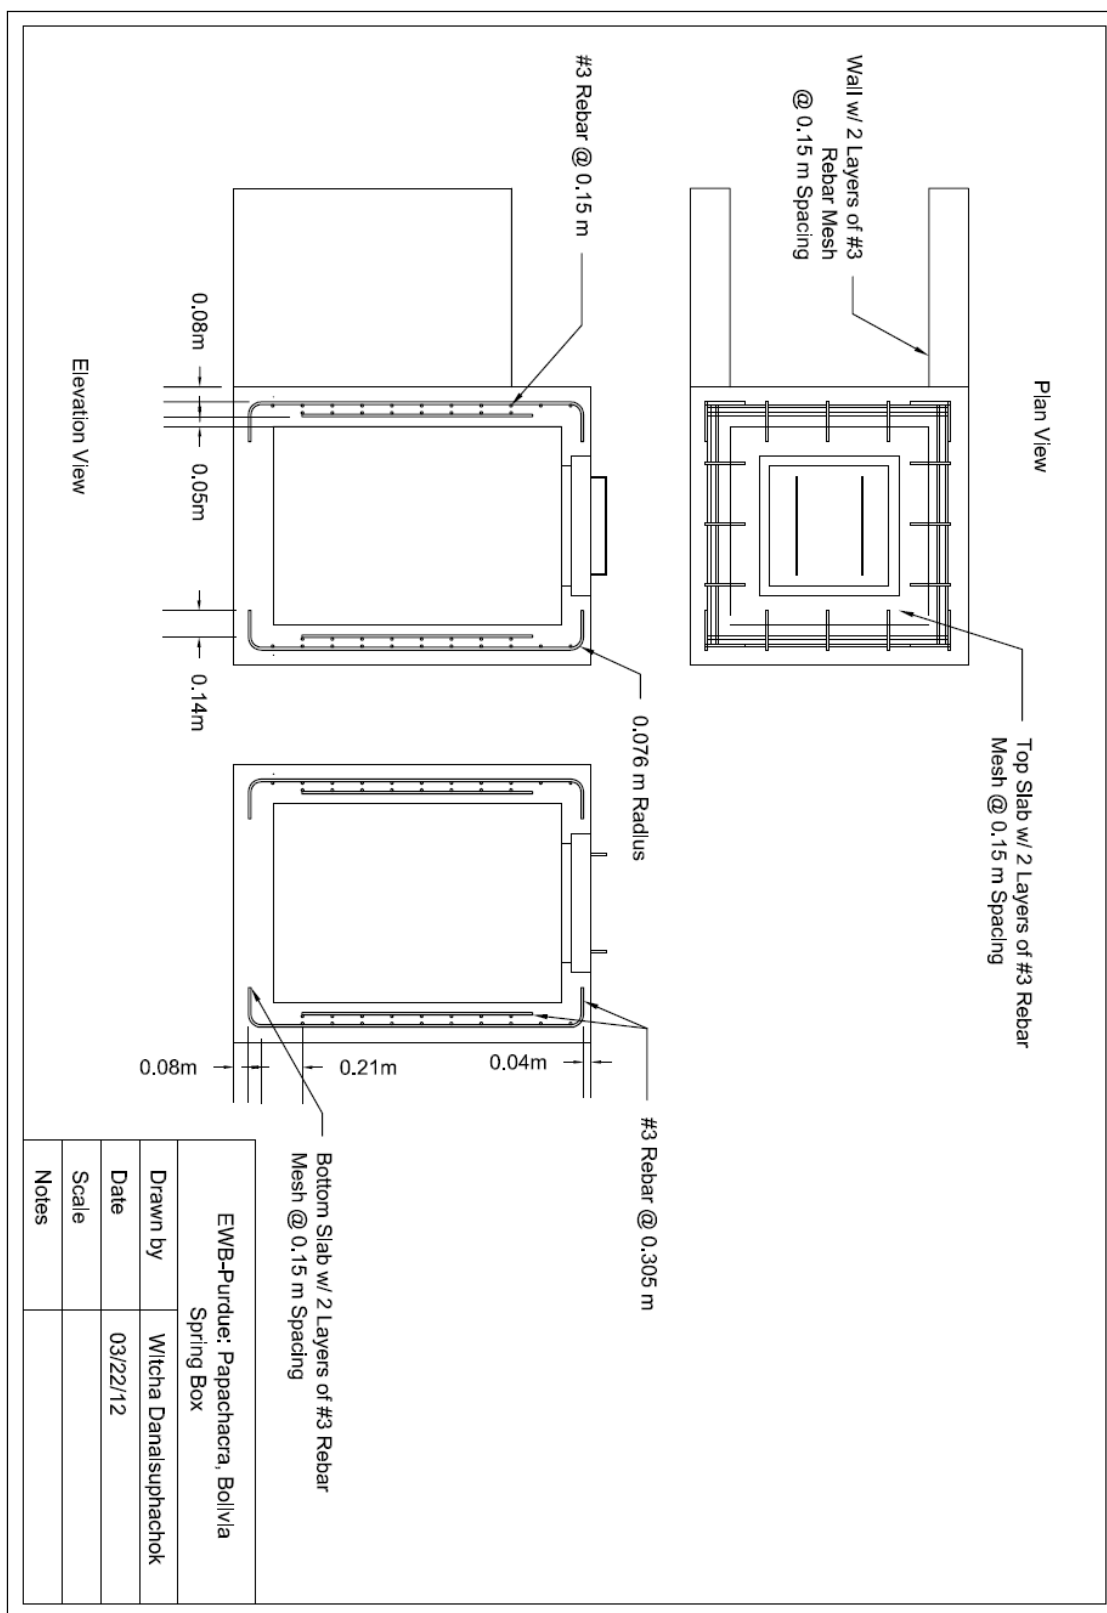 Plan View
Wall w/ 2 Layers of #3
Rebar Mesh
@ 0.15 m Spacing
Top Slab w/ 2 Layers of #3 Rebar
Mesh @ 0.15 m Spacing
#3 Rebar @ 0.15 m
0.076 m Radius
#3 Rebar @ 0.305 m
0.08m
0.05m
0.14m
Elevation View
0.08m
0.21m
0.04m
Bottom Slab w/ 2 Layers of #3 Rebar
Mesh @ 0.15 m Spacing
EWB-Purdue: Papachacra, Bolivia
Spring Box
Drawn by Witcha Danaisuphachok
Date 03/22/12
Scale
Notes